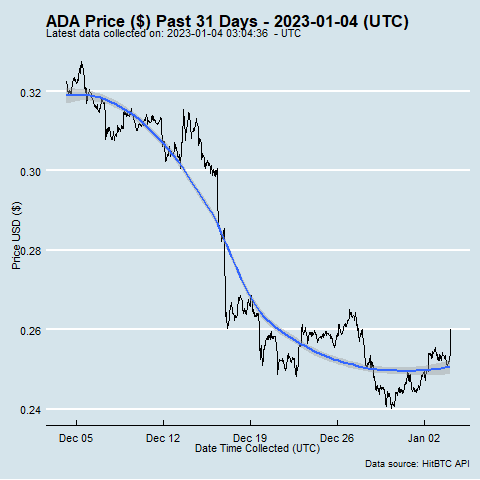 ADA Price ($) Past 31 Days - 2023-01-04 (UTC)
Latest data collected on: 2023-01-04 03:04:36 - UTC
0.32
0.30
0.28
0.26
0.24
Price USD ($)
Dec 05 Dec 12 Dec 19 Dec 26 Jan 02
Date Time Collected (UTC)
Data source: HitBTC API